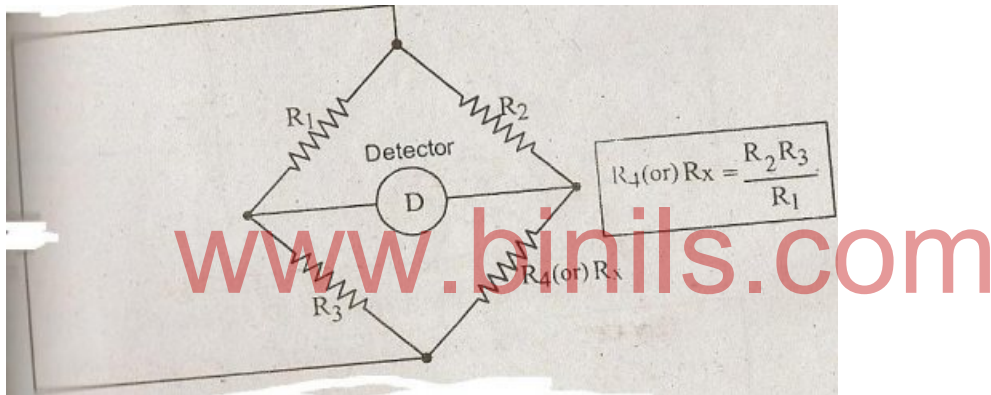 R1
R2
Detector
D
R4(or) Rx = R2R3
R1
www.binils.com
R4(or) Rx
R3